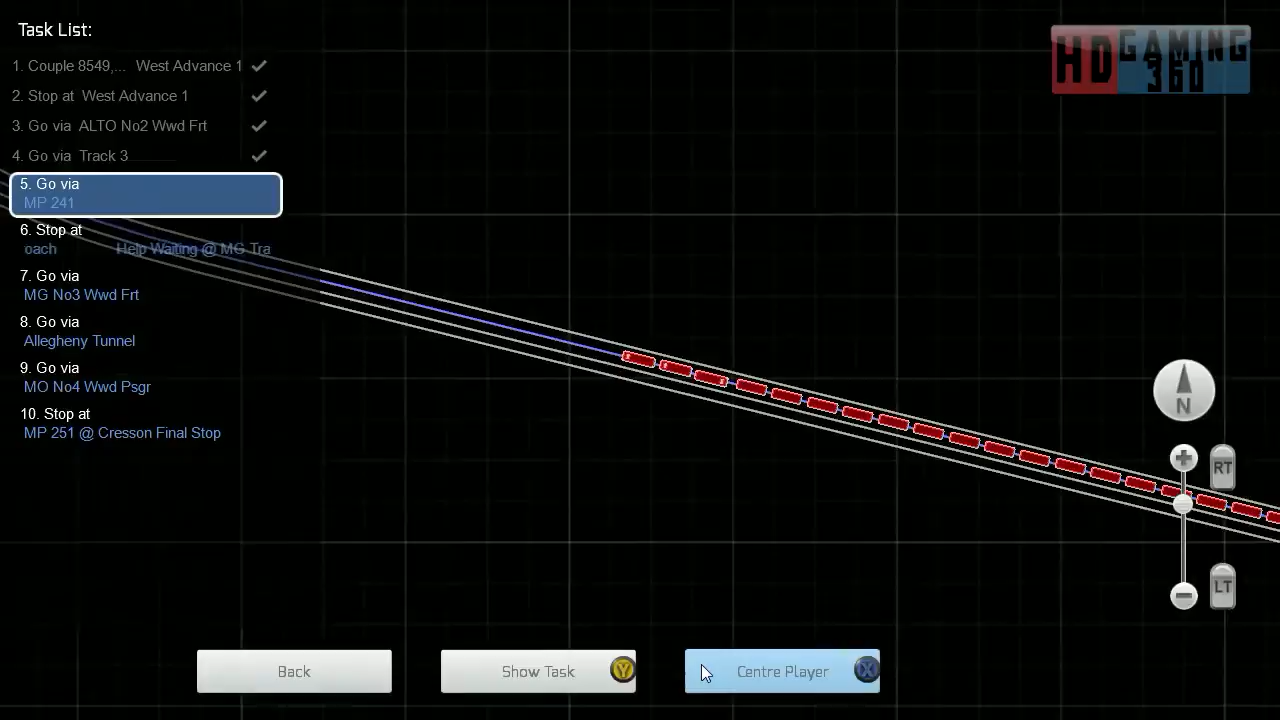 Task List:
HD GAMING 360
1. Couple 8549,... West Advance 1
2. Stop at West Advance 1
3. Go via ALTO No2 Wwd Frt
4. Go via Track 3
5. Go via
MP 241
6. Stop at
oach Help Waiting @ MG Tra
7. Go via
MG No3 Wwd Frt
8. Go via
Allegheny Tunnel
9. Go via
MO No4 Wwd Psgr
10. Stop at
MP 251 @ Cresson Final Stop
N
RT
LT
Back
Show Task Y
Centre Player X